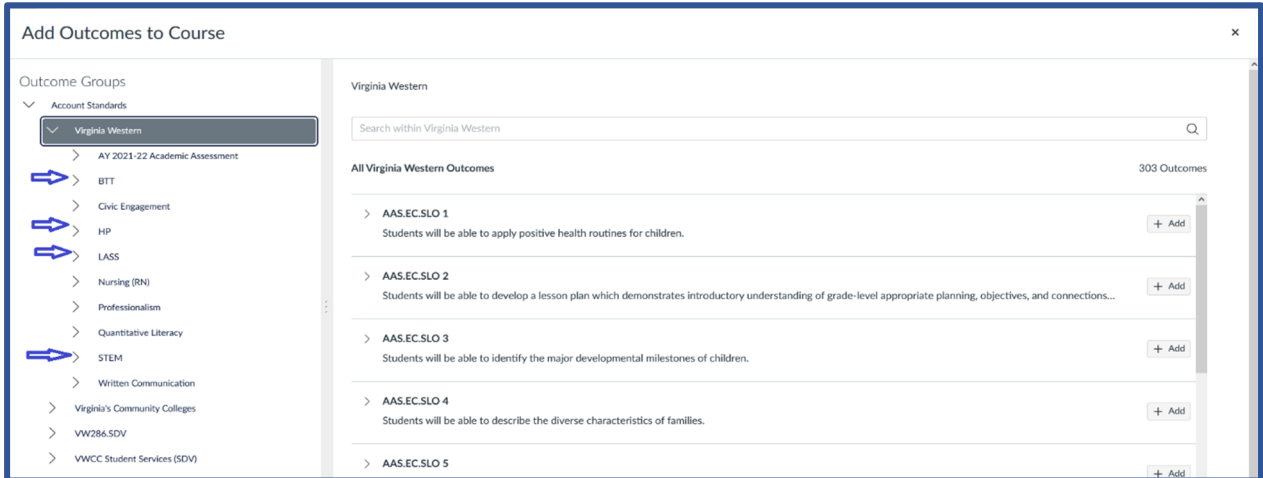 Add Outcomes to Course
×
Outcome Groups
Account Standards
Virginia Western
AY 2021-22 Academic Assessment
BTT
Civic Engagement
HP
LASS
Nursing (RN)
Professionalism
Quantitative Literacy
STEM
Written Communication
Virginia's Community Colleges
VW286.SDV
VWCC Student Services (SDV)
Virginia Western
Search within Virginia Western
All Virginia Western Outcomes 303 Outcomes
AAS.EC.SLO 1
+ Add
Students will be able to apply positive health routines for children.
AAS.EC.SLO 2
+ Add
Students will be able to develop a lesson plan which demonstrates introductory understanding of grade-level appropriate planning, objectives, and connections...
AAS.EC.SLO 3
+ Add
Students will be able to identify the major developmental milestones of children.
AAS.EC.SLO 4
+ Add
Students will be able to describe the diverse characteristics of families.
AAS.EC.SLO 5
+ Add